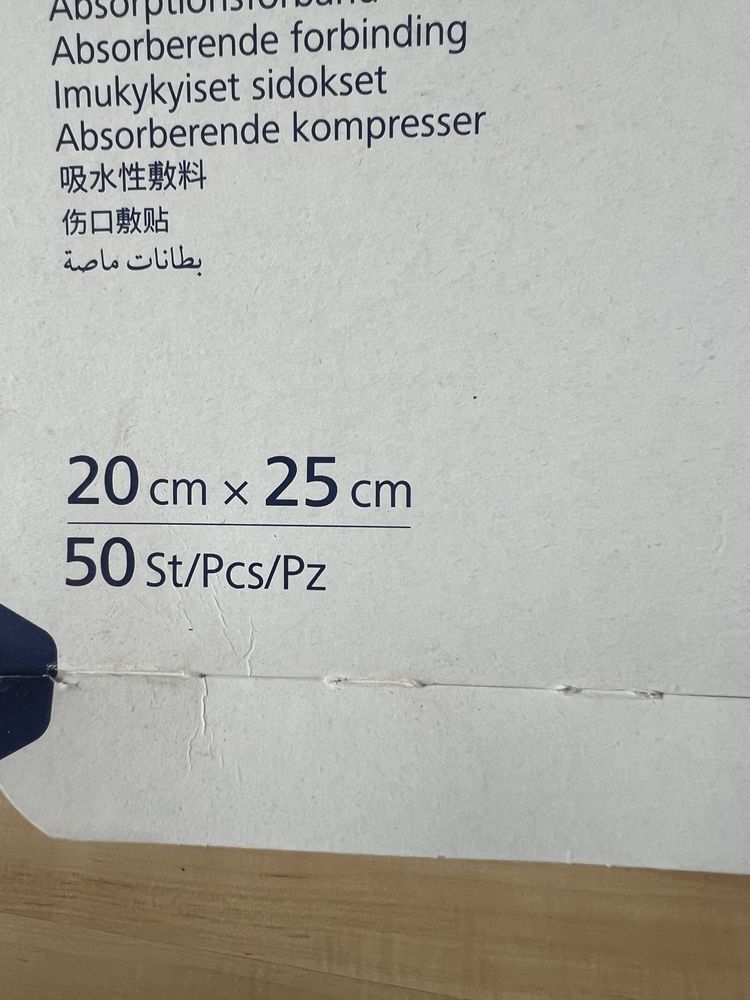 Absorptionsförband
Absorberende forbinding
Imukykyiset sidokset
Absorberende kompresser
吸水性敷料
伤口敷贴
بطانات ماصة
20 cm × 25 cm
50 St/Pcs/Pz